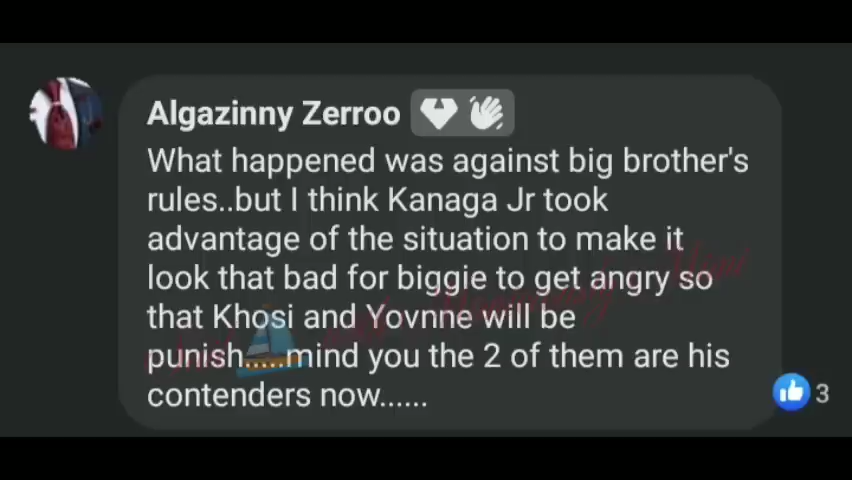 Algazinny Zerroo
What happened was against big brother's
rules..but I think Kanaga Jr took
advantage of the situation to make it
look that bad for biggie to get angry so
that Khosi and Yovnne will be
punish.....mind you the 2 of them are his
contenders now......
3